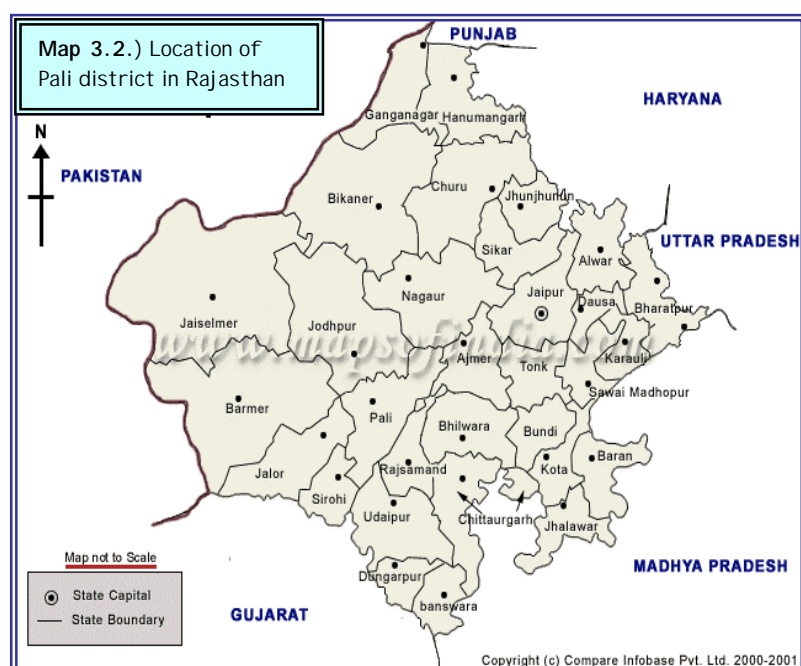 Map 3.2.) Location of
Pali district in Rajasthan
PUNJAB
HARYANA
Ganganagar
Hanumangarh
N
PAKISTAN
Bikaner
Churu
Jhunjhunun
Sikar
UTTAR PRADESH
Alwar
Nagaur
Jaipur
Dausa
Bharatpur
Jaiselmer
Jodhpur
www.mapsofindia.com
Ajmer
Tonk
Karauli
Sawai Madhopur
Barmer
Pali
Bhilwara
Bundi
Baran
Jalor
Rajsamand
Kota
Sirohi
Udaipur
Chittaurgarh
Jhalawar
Map not to Scale
MADHYA PRADESH
Dungarpur
State Capital
banswara
State Boundary
GUJARAT
Copyright (c) Compare Infobase Pvt. Ltd. 2000-2001